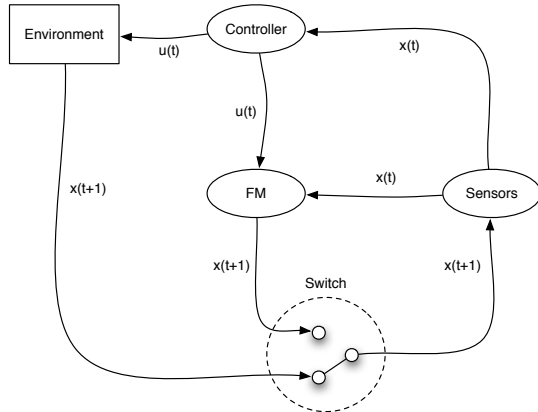 Environment
Controller
u(t)
x(t)
u(t)
x(t+1)
FM
x(t)
Sensors
x(t+1)
x(t+1)
Switch